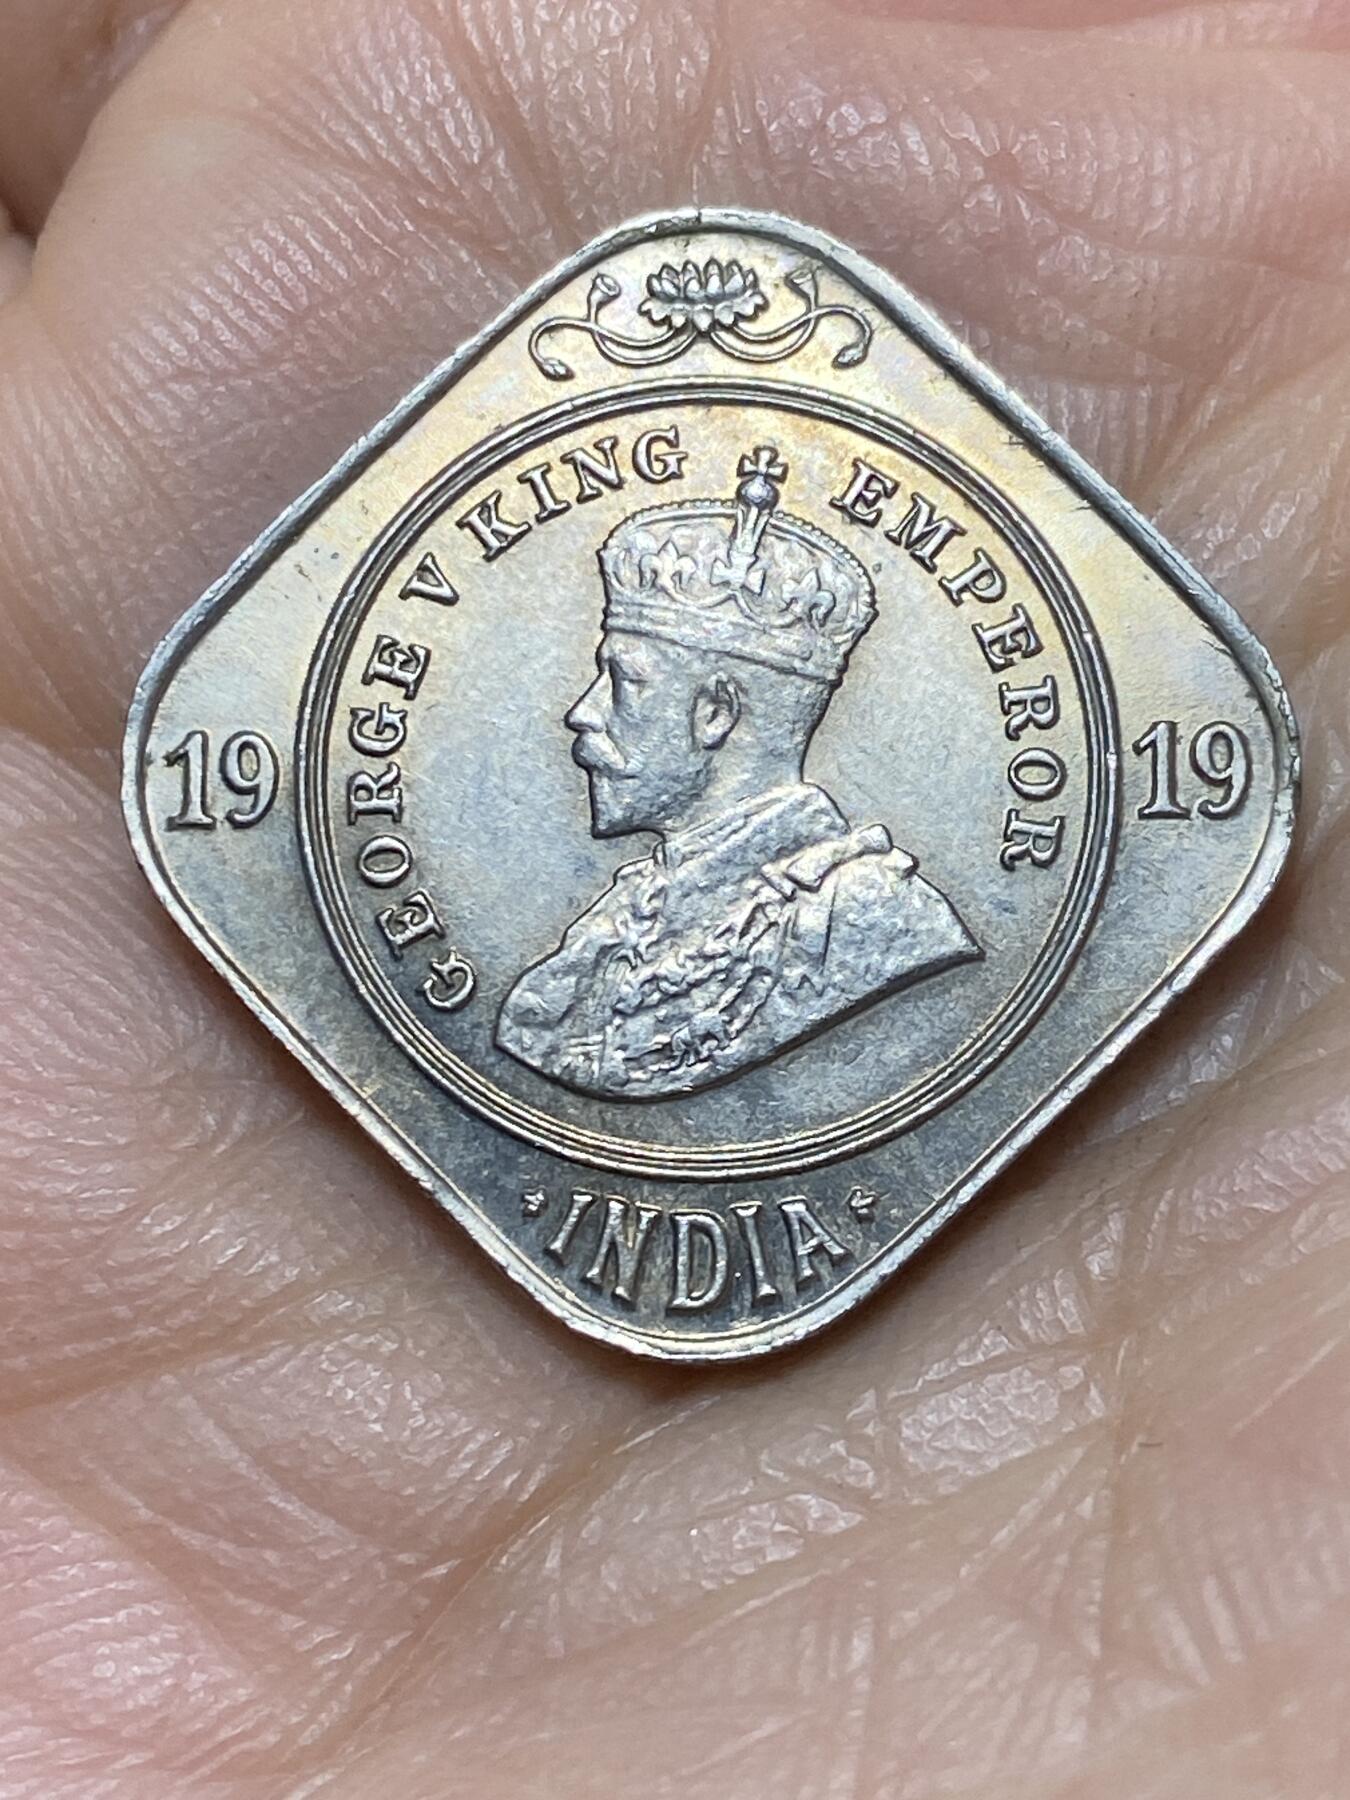 GEORGE V KING EMPEROR
19 19
INDIA